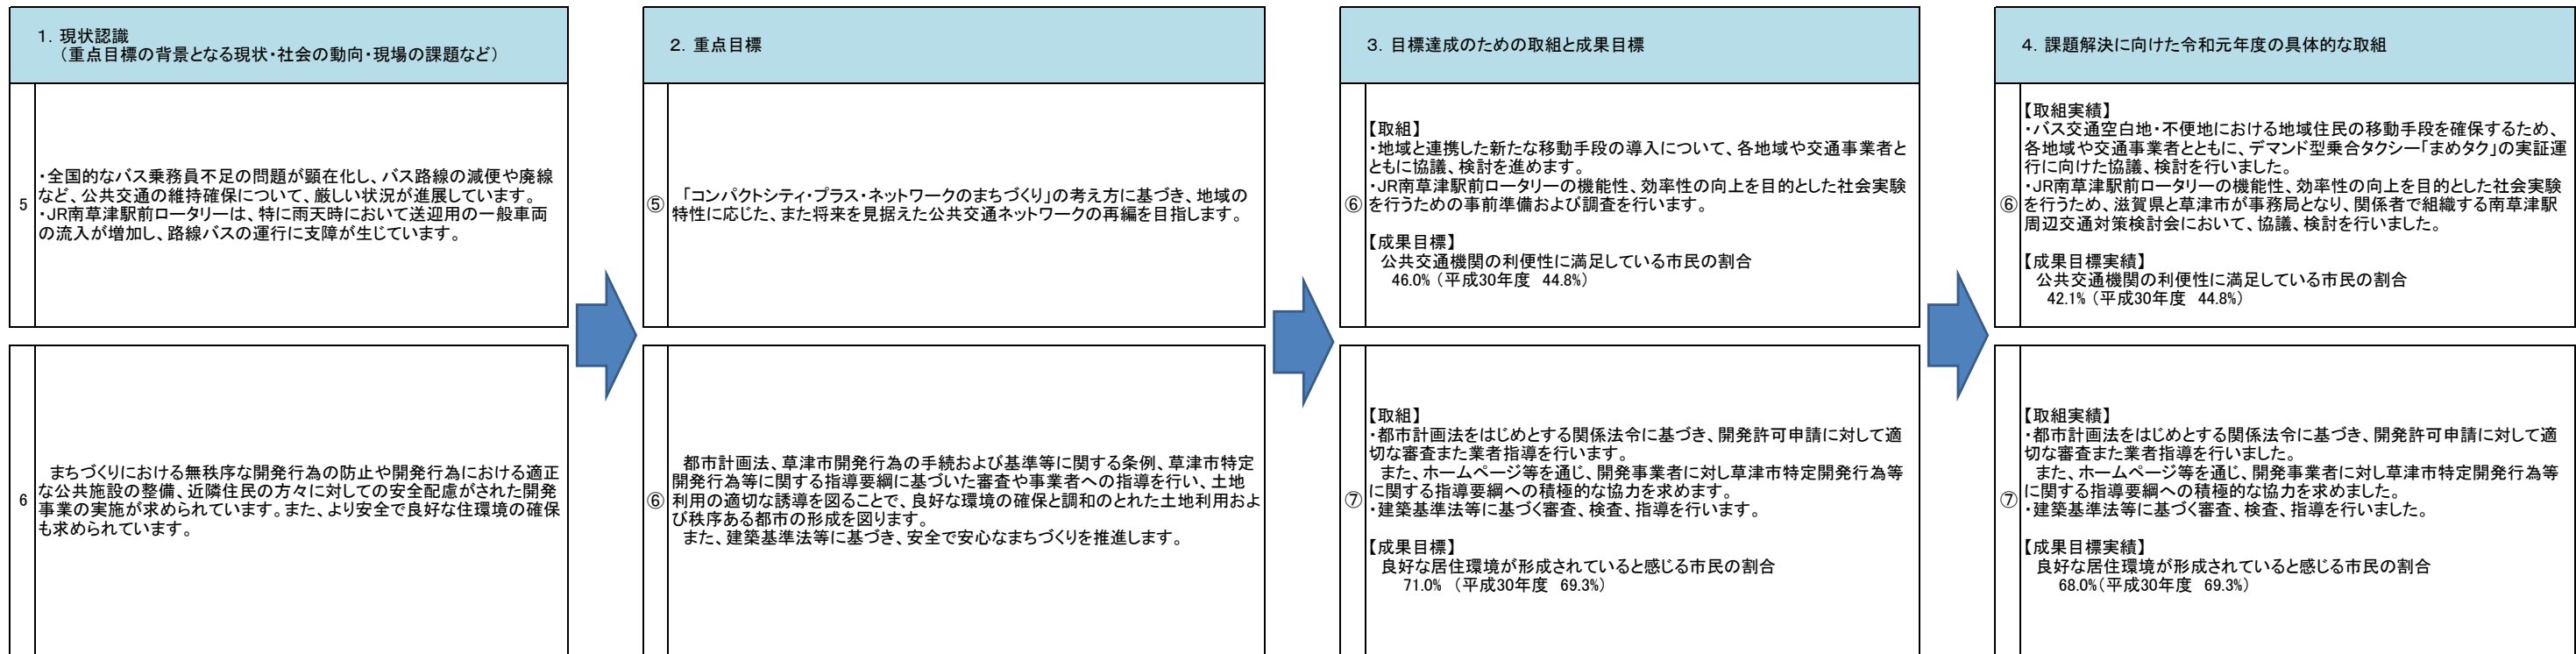 １．現状認識
（重点目標の背景となる現状・社会の動向・現場の課題など）
5
・全国的なバス乗務員不足の問題が顕在化し、バス路線の減便や廃線
など、公共交通の維持確保について、厳しい状況が進展しています。
・JR南草津駅前ロータリーは、特に雨天時において送迎用の一般車両
の流入が増加し、路線バスの運行に支障が生じています。
6
まちづくりにおける無秩序な開発行為の防止や開発行為における適正
な公共施設の整備、近隣住民の方々に対しての安全配慮がされた開発
事業の実施が求められています。また、より安全で良好な住環境の確保
も求められています。
２．重点目標
⑤
「コンパクトシティ・プラス・ネットワークのまちづくり」の考え方に基づき、地域の
特性に応じた、また将来を見据えた公共交通ネットワークの再編を目指します。
⑥
都市計画法、草津市開発行為の手続および基準等に関する条例、草津市特定
開発行為等に関する指導要綱に基づいた審査や事業者への指導を行い、土地
利用の適切な誘導を図ることで、良好な環境の確保と調和のとれた土地利用およ
び秩序ある都市の形成を図ります。
また、建築基準法等に基づき、安全で安心なまちづくりを推進します。
３．目標達成のための取組と成果目標
⑥
【取組】
・地域と連携した新たな移動手段の導入について、各地域や交通事業者と
ともに協議、検討を進めます。
・JR南草津駅前ロータリーの機能性、効率性の向上を目的とした社会実験
を行うための事前準備および調査を行います。
【成果目標】
公共交通機関の利便性に満足している市民の割合
46.0%（平成30年度 44.8%）
⑦
【取組】
・都市計画法をはじめとする関係法令に基づき、開発許可申請に対して適
切な審査また業者指導を行います。
また、ホームページ等を通じ、開発事業者に対し草津市特定開発行為等
に関する指導要綱への積極的な協力を求めます。
・建築基準法等に基づく審査、検査、指導を行います。
【成果目標】
良好な居住環境が形成されていると感じる市民の割合
71.0% （平成30年度 69.3%）
４．課題解決に向けた令和元年度の具体的な取組
⑥
【取組実績】
・バス交通空白地・不便地における地域住民の移動手段を確保するため、
各地域や交通事業者とともに、デマンド型乗合タクシー「まめタク」の実証運
行に向けた協議、検討を行いました。
・JR南草津駅前ロータリーの機能性、効率性の向上を目的とした社会実験
を行うため、滋賀県と草津市が事務局となり、関係者で組織する南草津駅
周辺交通対策検討会において、協議、検討を行いました。
【成果目標実績】
公共交通機関の利便性に満足している市民の割合
42.1%（平成30年度 44.8%）
⑦
【取組実績】
・都市計画法をはじめとする関係法令に基づき、開発許可申請に対して適
切な審査また業者指導を行いました。
また、ホームページ等を通じ、開発事業者に対し草津市特定開発行為等
に関する指導要綱への積極的な協力を求めました。
・建築基準法等に基づく審査、検査、指導を行いました。
【成果目標実績】
良好な居住環境が形成されていると感じる市民の割合
68.0%（平成30年度 69.3%）